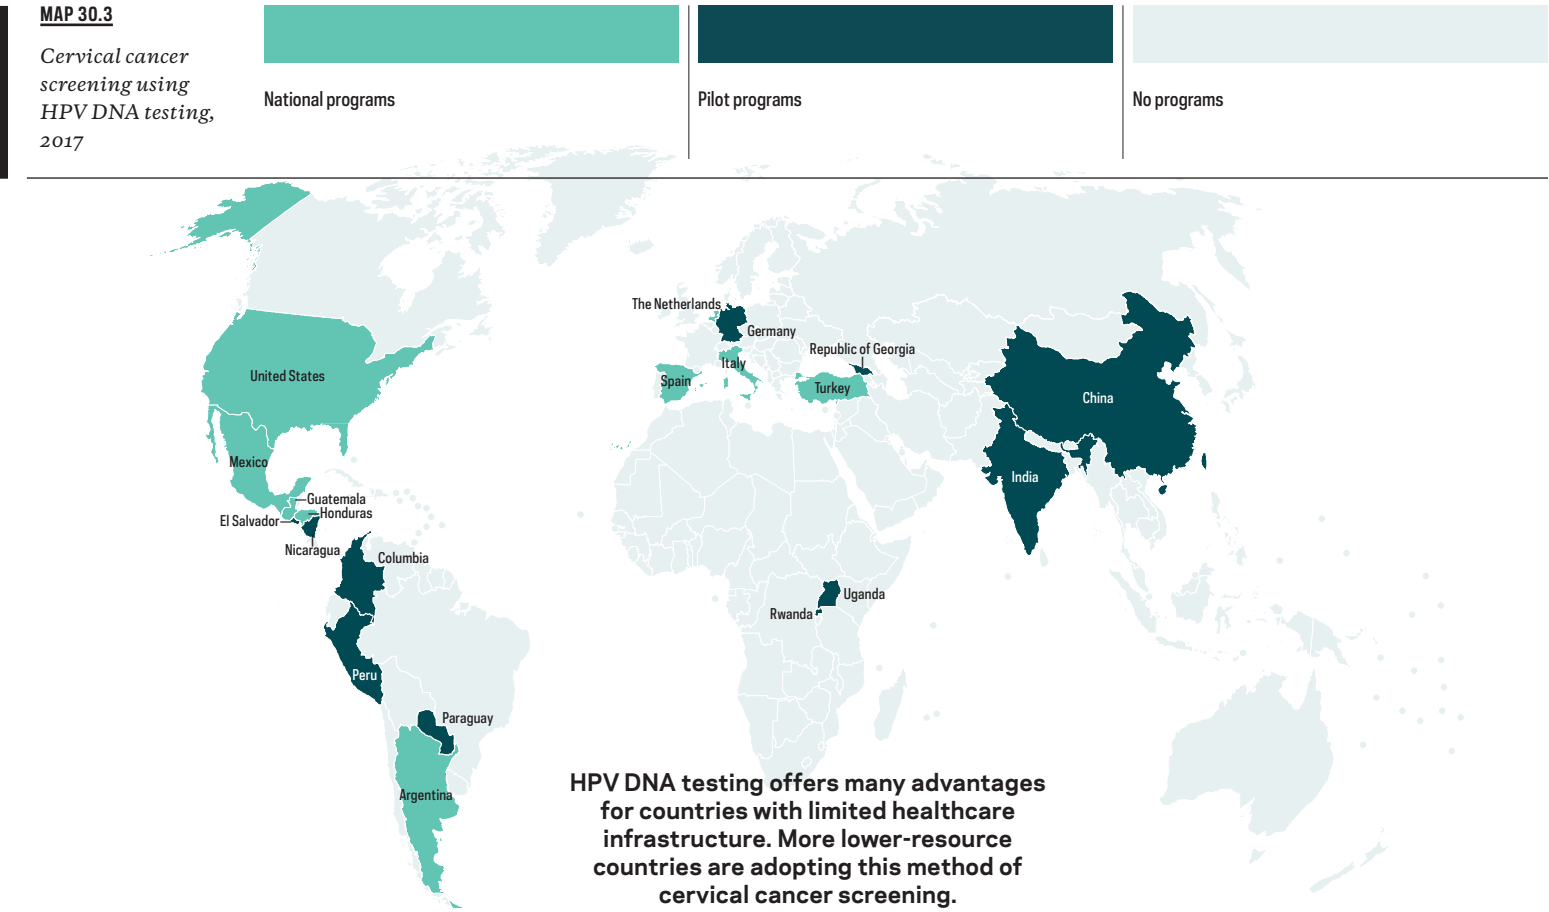 MAP 30.3
Cervical cancer
screening using
HPV DNA testing,
2017
National programs
Pilot programs
No programs
The Netherlands
Germany
Republic of Georgia
Italy
Spain
Turkey
United States
China
Mexico
India
Guatemala
Honduras
El Salvador
Nicaragua
Columbia
Uganda
Rwanda
Peru
Paraguay
Argentina
HPV DNA testing offers many advantages
for countries with limited healthcare
infrastructure. More lower-resource
countries are adopting this method of
cervical cancer screening.